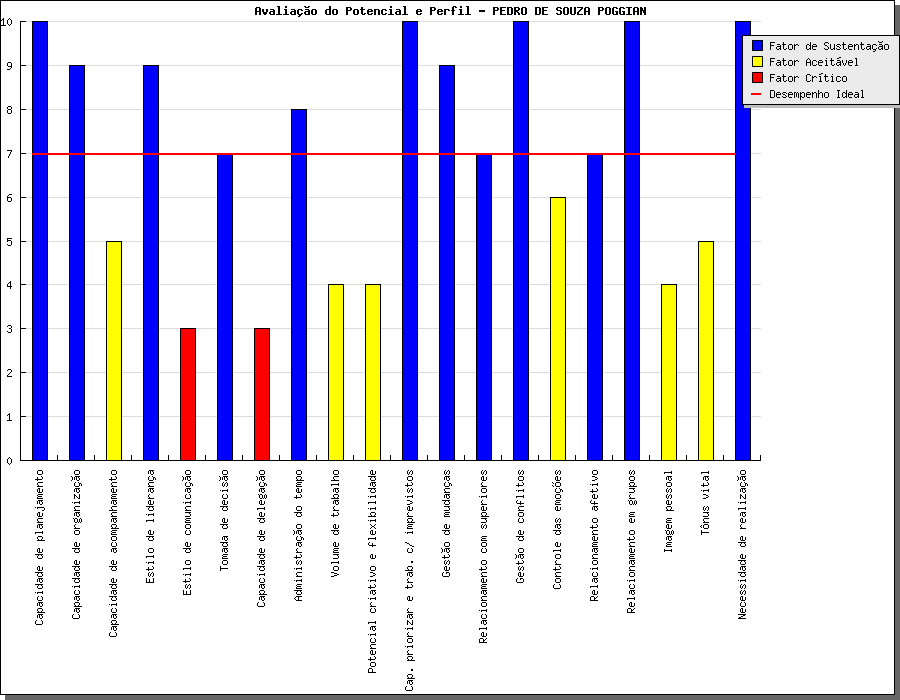 Avaliação do Potencial e Perfil - PEDRO DE SOUZA POGGIAN
10
9
8
7
6
5
4
3
2
1
0
Fator de Sustentação
Fator Aceitável
Fator Crítico
Desempenho Ideal
Capacidade de planejamento
Capacidade de organização
Capacidade de acompanhamento
Estilo de liderança
Estilo de comunicação
Tomada de decisão
Capacidade de delegação
Administração do tempo
Volume de trabalho
Potencial criativo e flexibilidade
Cap. priorizar e trab. c/ imprevistos
Gestão de mudanças
Relacionamento com superiores
Gestão de conflitos
Controle das emoções
Relacionamento afetivo
Relacionamento em grupos
Imagem pessoal
Tônus vital
Necessidade de realização